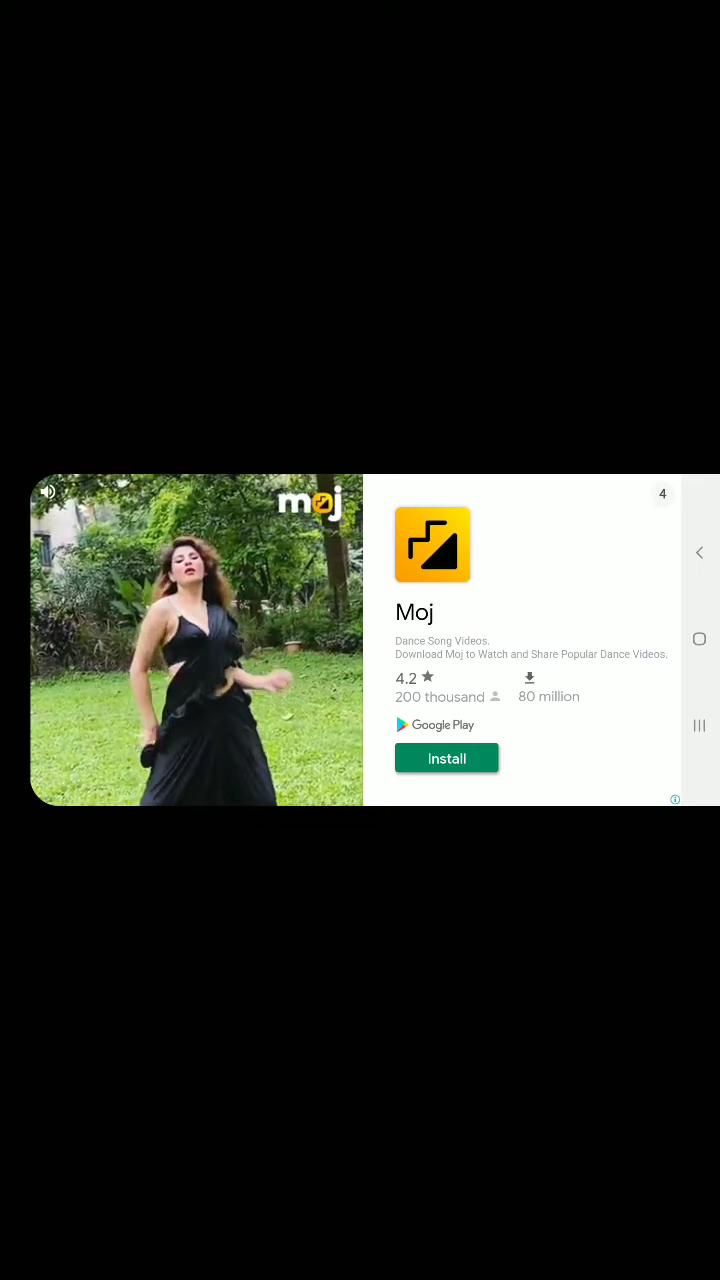 moj
4
Moj
Dance Song Videos.
Download Moj to Watch and Share Popular Dance Videos.
4.2
200 thousand
80 million
Google Play
Install